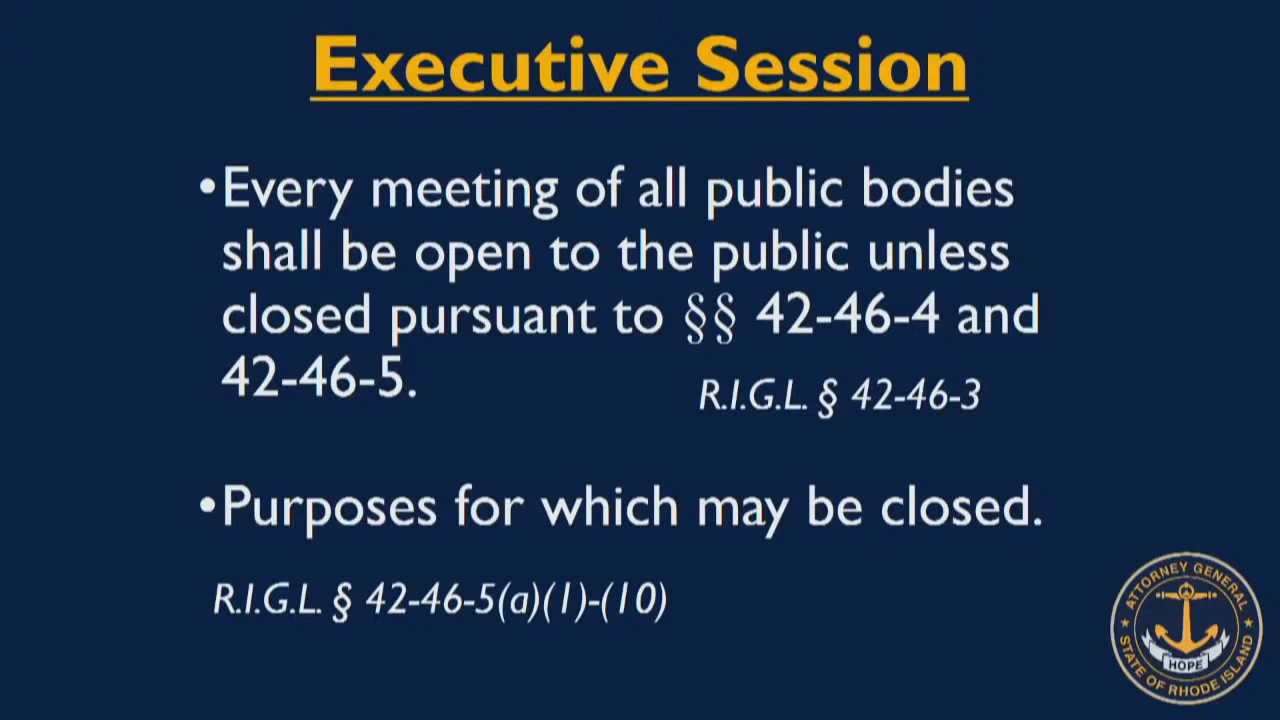 Executive Session
•Every meeting of all public bodies
shall be open to the public unless
closed pursuant to §§ 42-46-4 and
42-46-5.
R.I.G.L. § 42-46-3
•Purposes for which may be closed.
R.I.G.L. § 42-46-5(a)(1)-(10)
ATTORNEY GENERAL
HOPE
STATE OF RHODE ISLAND